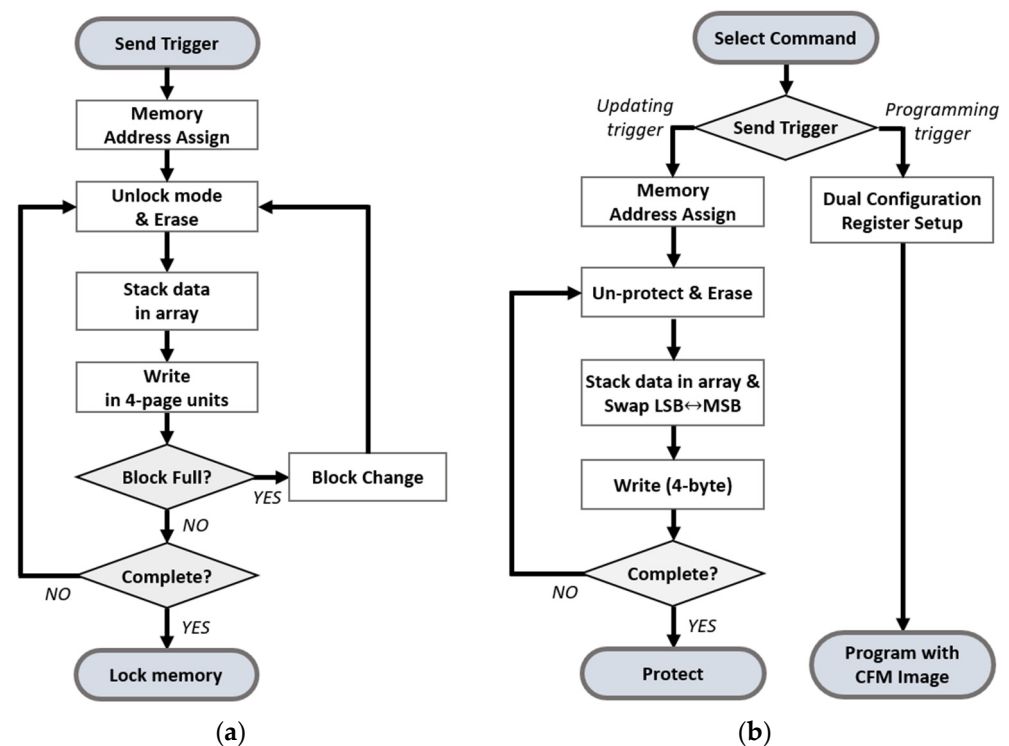 Send Trigger
Memory
Address Assign
Unlock mode
& Erase
Stack data
in array
Write
in 4-page units
Block Full?
YES
Block Change
NO
Complete?
NO
YES
Lock memory
(a)
Select Command
Updating
trigger
Send Trigger
Programming
trigger
Memory
Address Assign
Dual Configuration
Register Setup
Un-protect & Erase
Stack data in array &
Swap LSB↔MSB
Write (4-byte)
Complete?
NO
YES
Protect
Program with
CFM Image
(b)